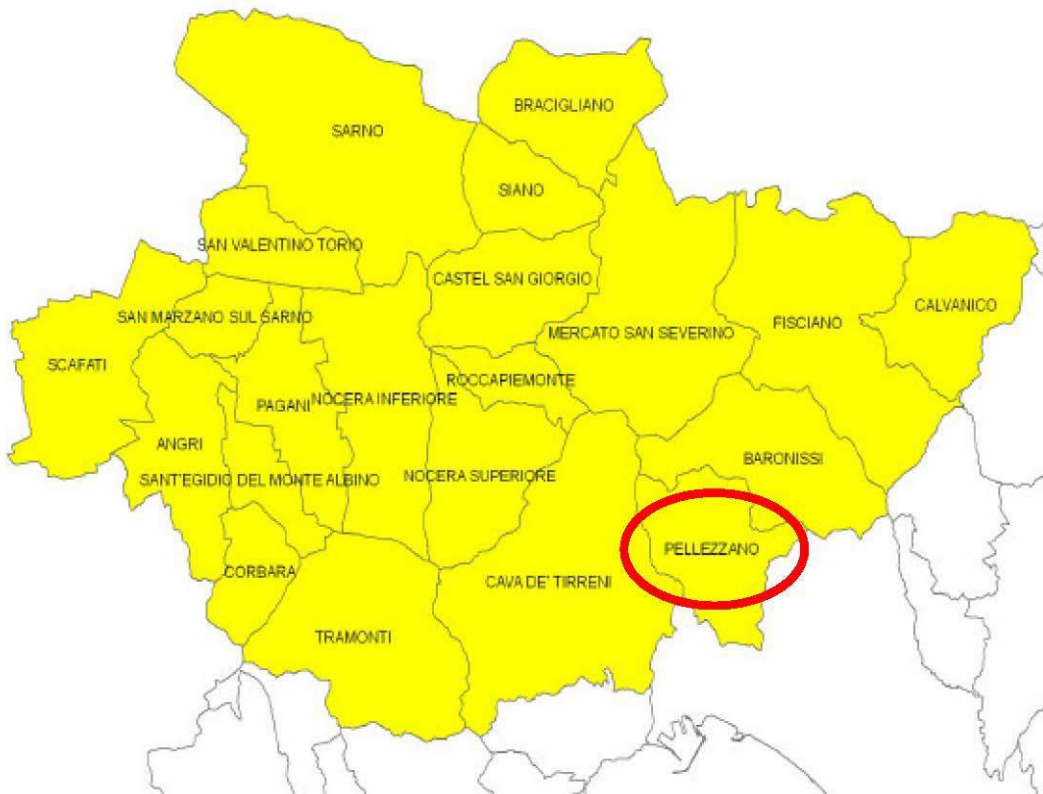 BRACIGLIANO
SARNO
SIANO
SAN VALENTINO TORIO
CASTEL SAN GIORGIO
CALVANICO
SAN MARZANO SUL SARNO
FISCIANO
MERCATO SAN SEVERINO
SCAFATI
ROCCAPIEMONTE
NOCERA INFERIORE
PAGANI
ANGRI
BARONISSI
SANT'EGIDIO DEL MONTE ALBINO
NOCERA SUPERIORE
PELLEZZANO
CORBARA
CAVA DE' TIRRENI
TRAMONTI